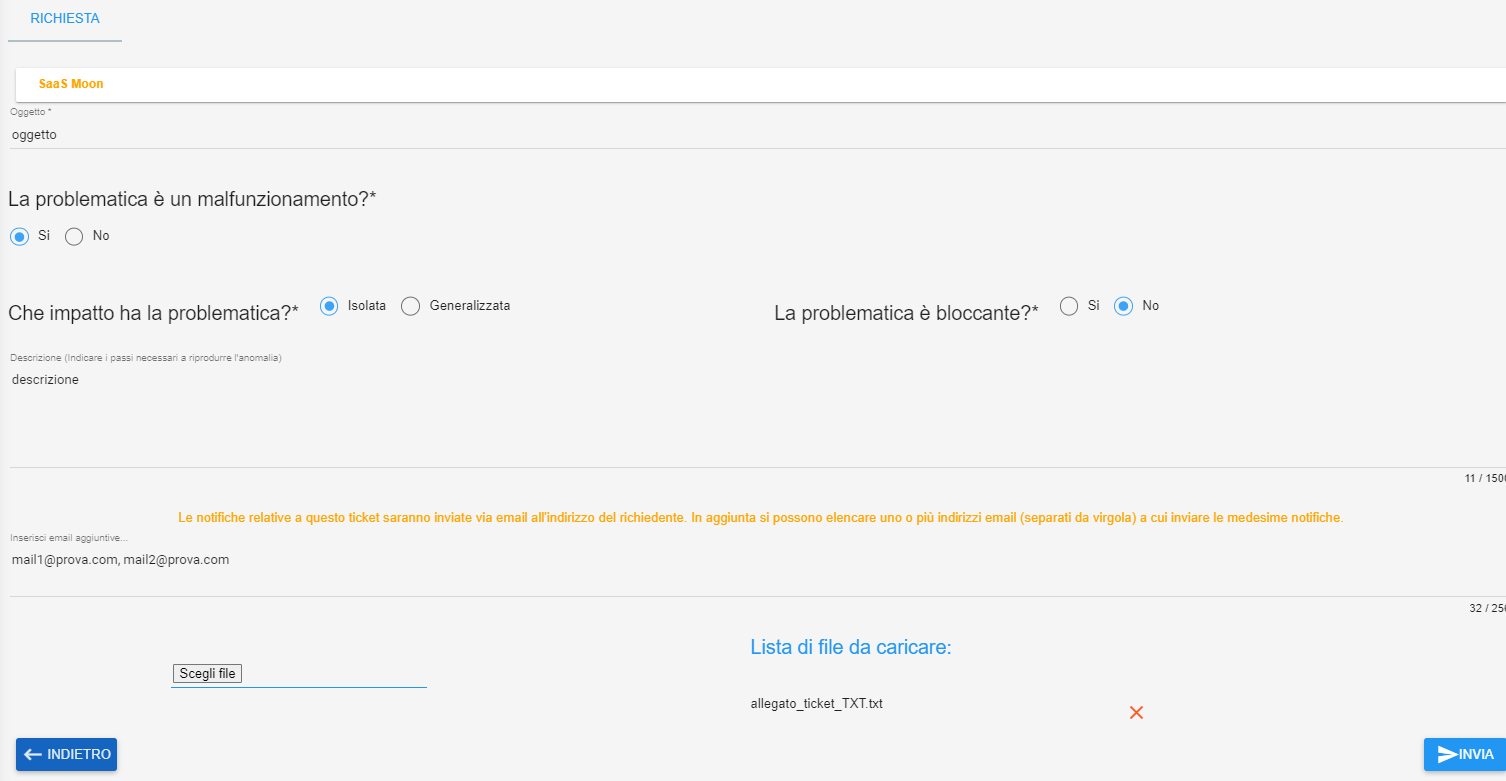 RICHIESTA
SaaS Moon
Oggetto *
oggetto
La problematica è un malfunzionamento?*
Si No
Che impatto ha la problematica?* Isolata Generalizzata La problematica è bloccante?* Si No
Descrizione (Indicare i passi necessari a riprodurre l'anomalia)
descrizione
11 / 1500
Le notifiche relative a questo ticket saranno inviate via email all'indirizzo del richiedente. In aggiunta si possono elencare uno o più indirizzi email (separati da virgola) a cui inviare le medesime notifiche.
Inserisci email aggiuntive...
mail1@prova.com, mail2@prova.com
32 / 250
Lista di file da caricare:
Scegli file
allegato_ticket_TXT.txt
INDIETRO INVIA